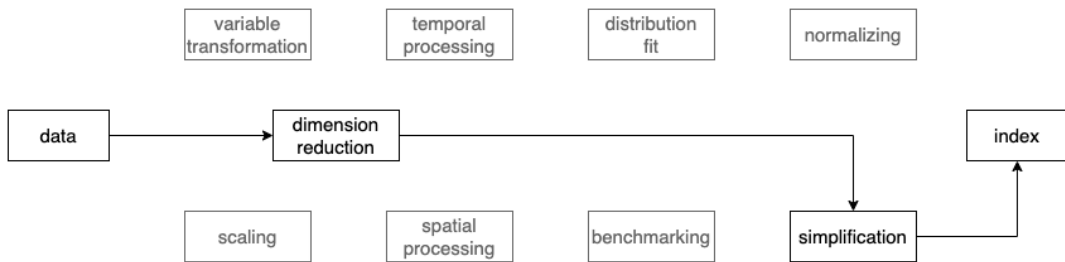 variable
transformation
temporal
processing
distribution
fit
normalizing
data
dimension
reduction
index
scaling
spatial
processing
benchmarking
simplification